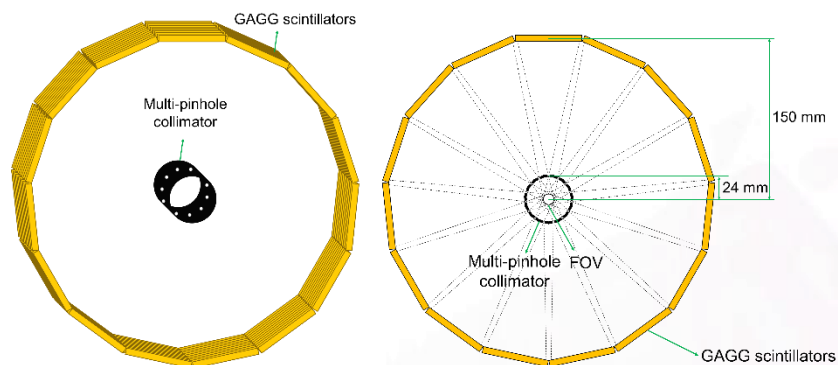 GAGG scintillators
Multi-pinhole
collimator
150 mm
24 mm
Multi-pinhole
collimator
FOV
GAGG scintillators